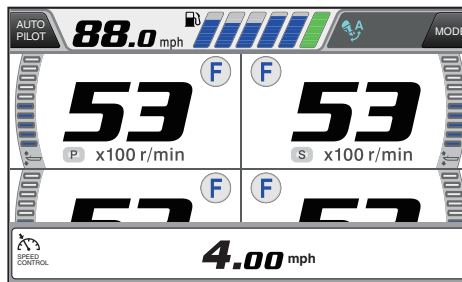 AUTO
PILOT
88.0 mph
A
MODE
F
F
53
53
P x100 r/min
S x100 r/min
F
F
SPEED
CONTROL
4.00 mph